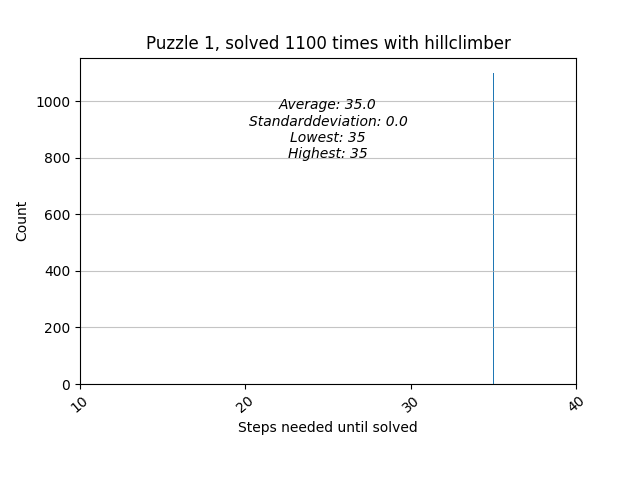 Puzzle 1, solved 1100 times with hillclimber
Average: 35.0
Standarddeviation: 0.0
Lowest: 35
Highest: 35
Count
1000
800
600
400
200
0
10
20
30
40
Steps needed until solved